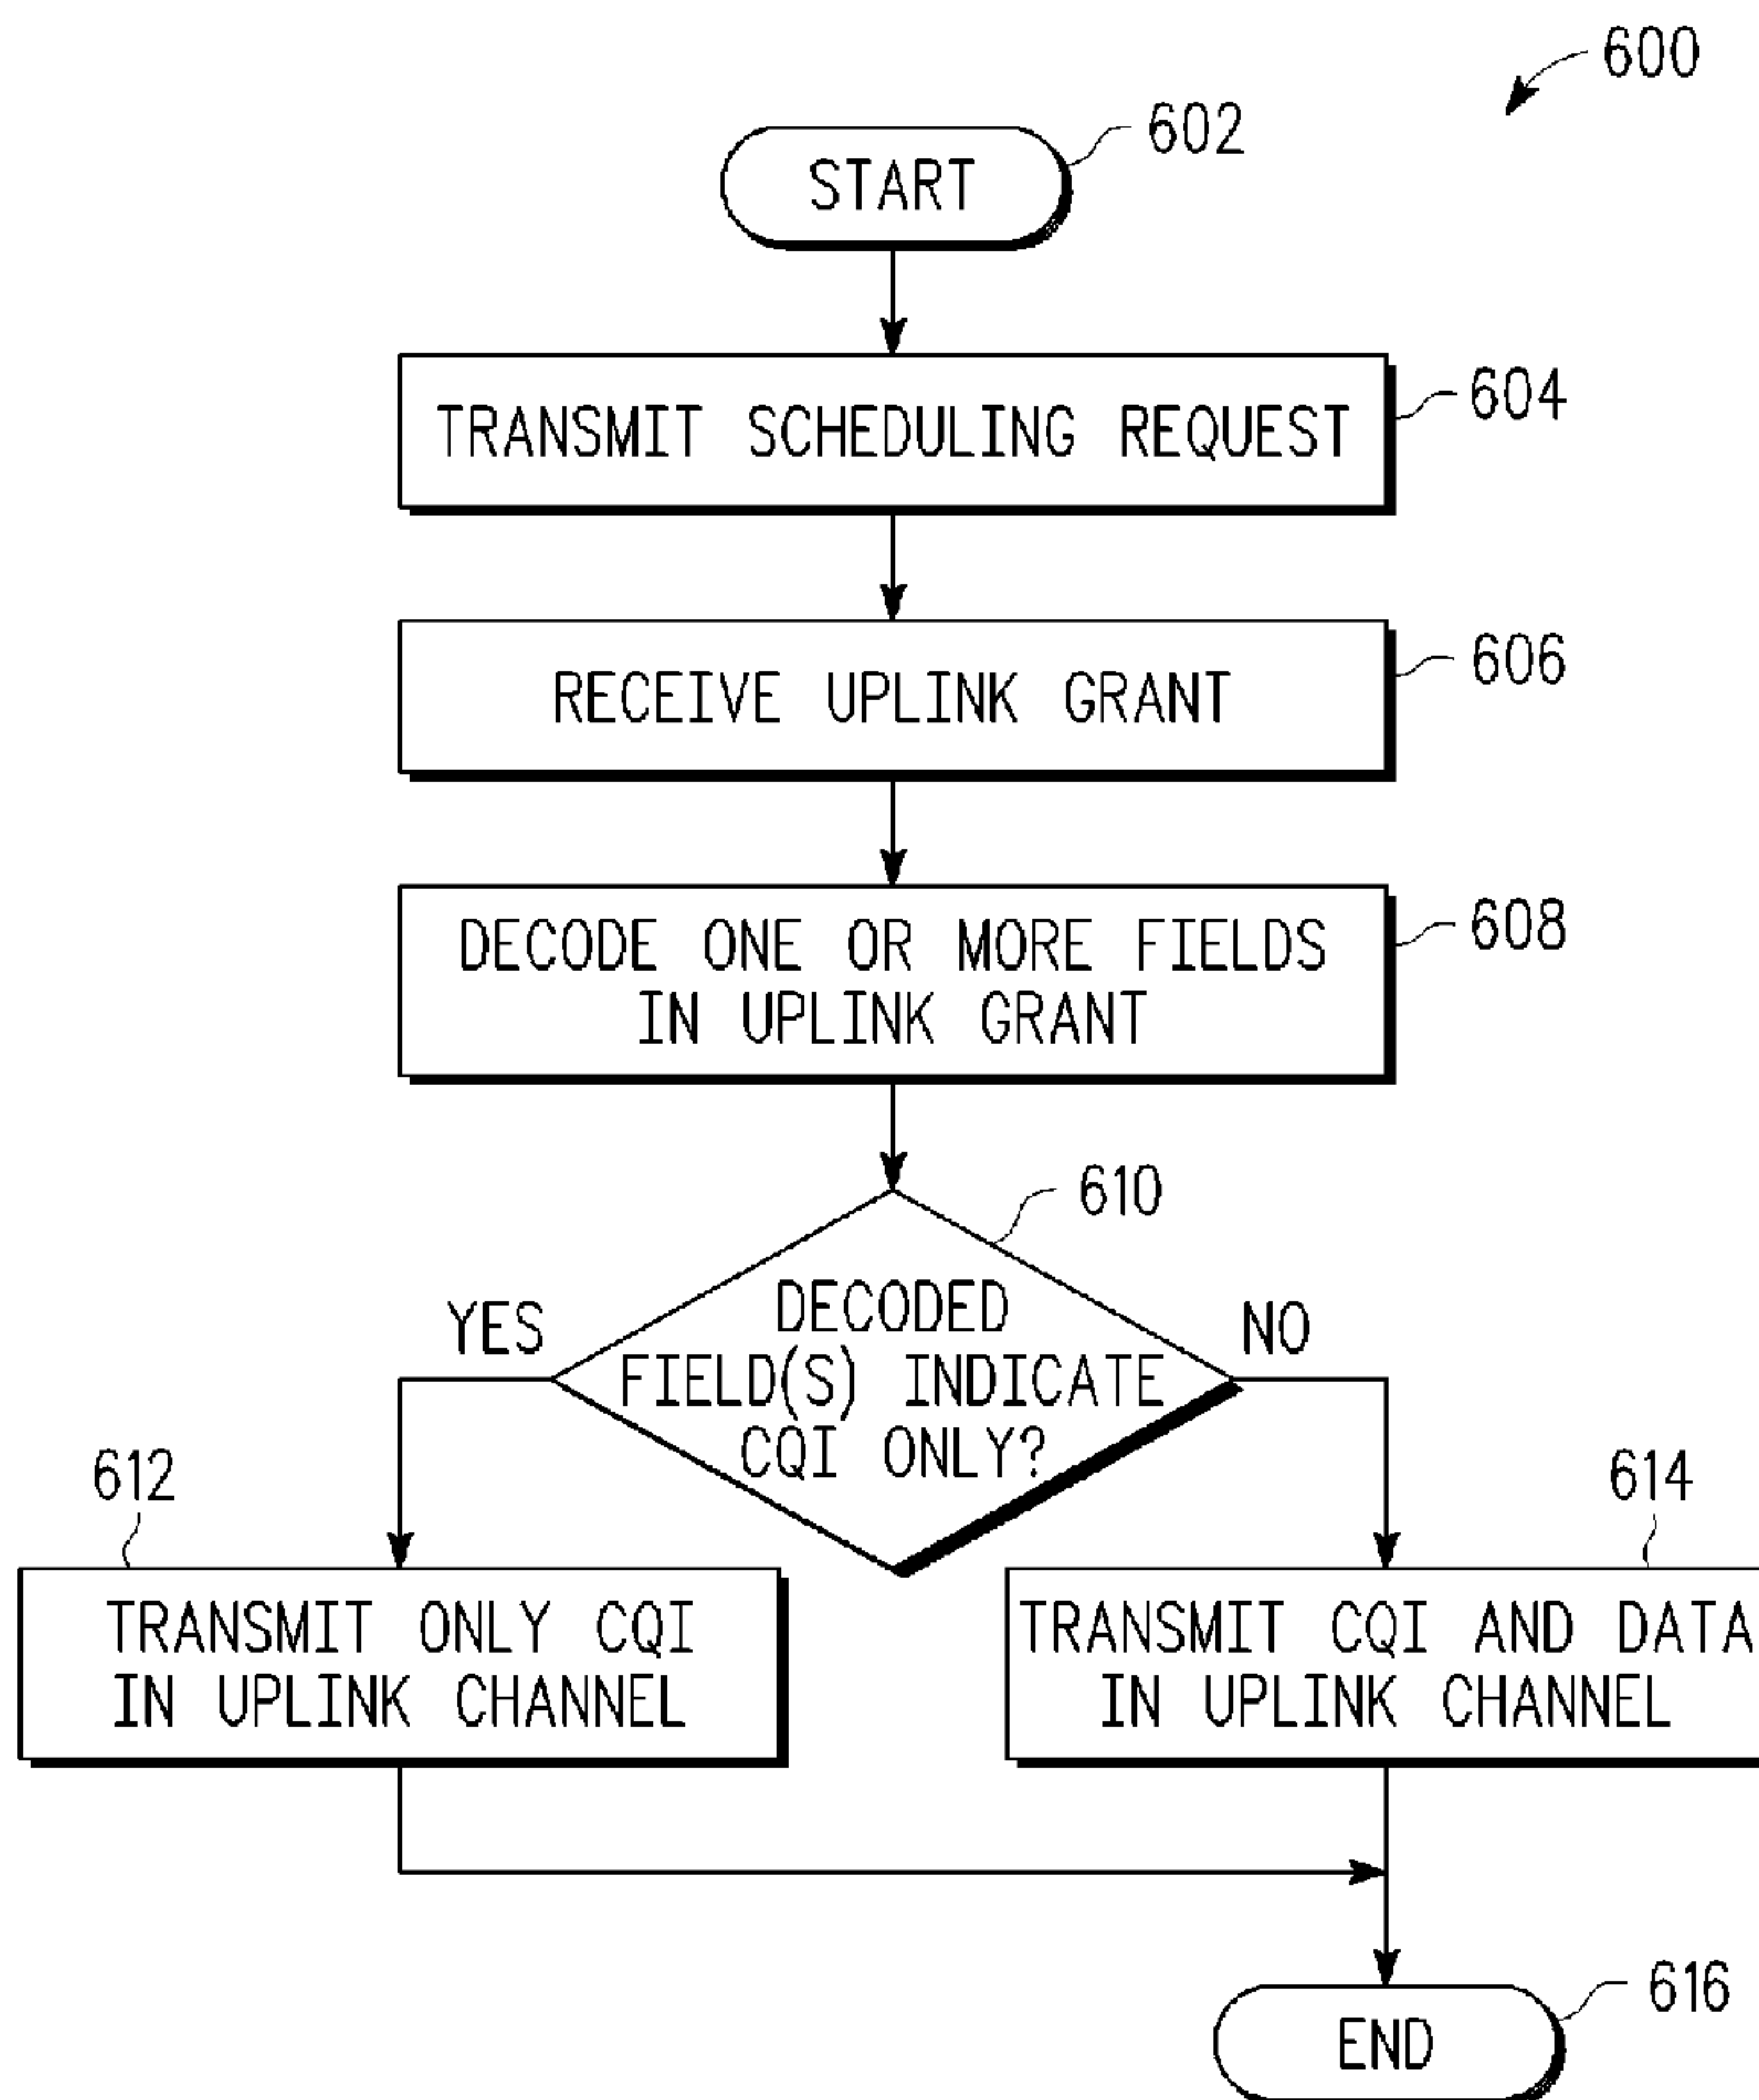 600
602
START
604
TRANSMIT SCHEDULING REQUEST
606
RECEIVE UPLINK GRANT
608
DECODE ONE OR MORE FIELDS
IN UPLINK GRANT
610
YES
NO
DECODED
FIELD(S) INDICATE
CQI ONLY?
612
614
TRANSMIT ONLY CQI
IN UPLINK CHANNEL
TRANSMIT CQI AND DATA
IN UPLINK CHANNEL
616
END